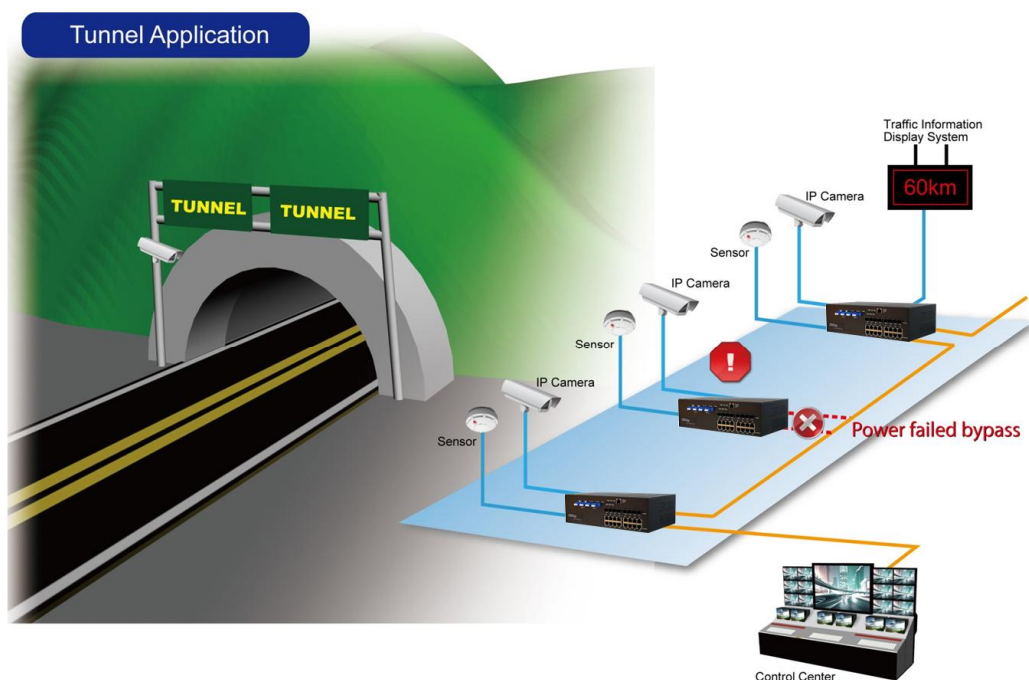 Tunnel Application
TUNNEL
TUNNEL
Traffic Information
Display System
60km
IP Camera
Sensor
IP Camera
Sensor
IP Camera
Sensor
Power failed bypass
Control Center